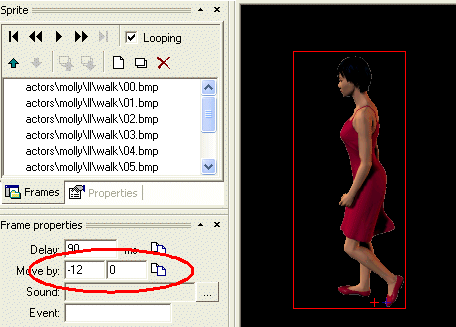 Sprite
Looping
actors\molly\ll\walk\00.bmp
actors\molly\ll\walk\01.bmp
actors\molly\ll\walk\02.bmp
actors\molly\ll\walk\03.bmp
actors\molly\ll\walk\04.bmp
actors\molly\ll\walk\05.bmp
Frames Properties
Frame properties
Delay: 90 ms
Move by: -12 0
Sound: ...
Event: